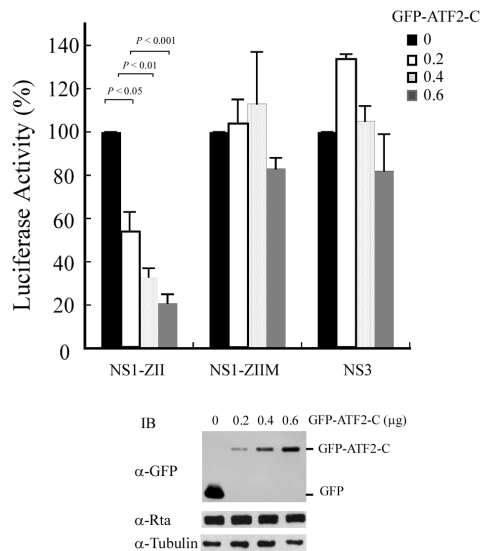 GFP-ATF2-C
0
0.2
0.4
0.6
Luciferase Activity (%)
140
120
100
80
60
40
20
0
P < 0.001
P < 0.01
P < 0.05
NS1-ZII NS1-ZIIM NS3
IB 0 0.2 0.4 0.6 GFP-ATF2-C (µg)
α-GFP
GFP-ATF2-C
GFP
α-Rta
α-Tubulin